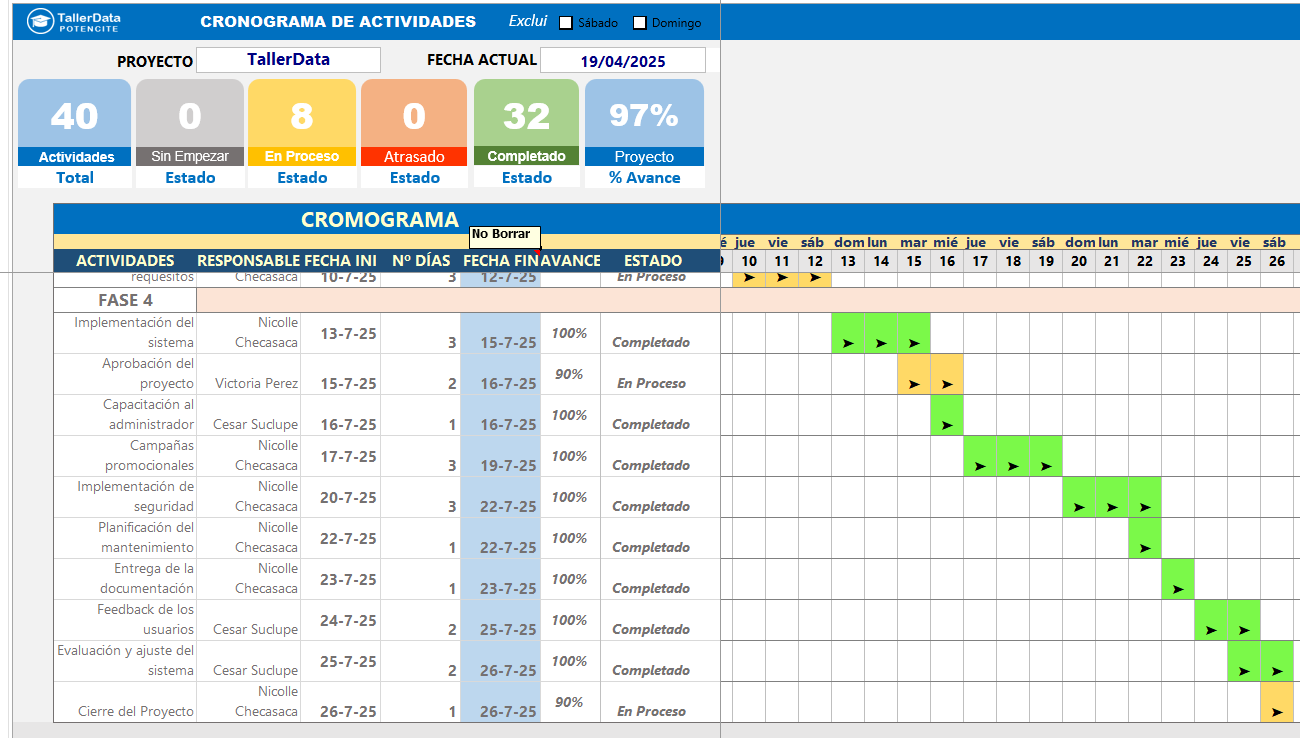 TallerData
POTENCITE
CRONOGRAMA DE ACTIVIDADES
Exclui
Sábado
Domingo
PROYECTO
TallerData
FECHA ACTUAL
19/04/2025
40
0
8
0
32
97%
Actividades
Sin Empezar
En Proceso
Atrasado
Completado
Proyecto
Total
Estado
Estado
Estado
Estado
% Avance
CROMOGRAMA
No Borrar
jue vie sáb dom lun mar mié jue vie sáb dom lun mar mié jue vie sáb
ACTIVIDADES RESPONSABLE FECHA INI Nº DÍAS FECHA FIN AVANCE ESTADO
10 11 12 13 14 15 16 17 18 19 20 21 22 23 24 25 26
requesitos Checasaca 10-7-25 3 12-7-25 En Proceso
FASE 4
Implementación del sistema Nicolle Checasaca 13-7-25 3 15-7-25 100% Completado
Aprobación del proyecto Victoria Perez 15-7-25 2 16-7-25 90% En Proceso
Capacitación al administrador Cesar Suclupe 16-7-25 1 16-7-25 100% Completado
Campañas promocionales Nicolle Checasaca 17-7-25 3 19-7-25 100% Completado
Implementación de seguridad Nicolle Checasaca 20-7-25 3 22-7-25 100% Completado
Planificación del mantenimiento Nicolle Checasaca 22-7-25 1 22-7-25 100% Completado
Entrega de la documentación Nicolle Checasaca 23-7-25 1 23-7-25 100% Completado
Feedback de los usuarios Cesar Suclupe 24-7-25 2 25-7-25 100% Completado
Evaluación y ajuste del sistema Cesar Suclupe 25-7-25 2 26-7-25 100% Completado
Cierre del Proyecto Nicolle Checasaca 26-7-25 1 26-7-25 90% En Proceso